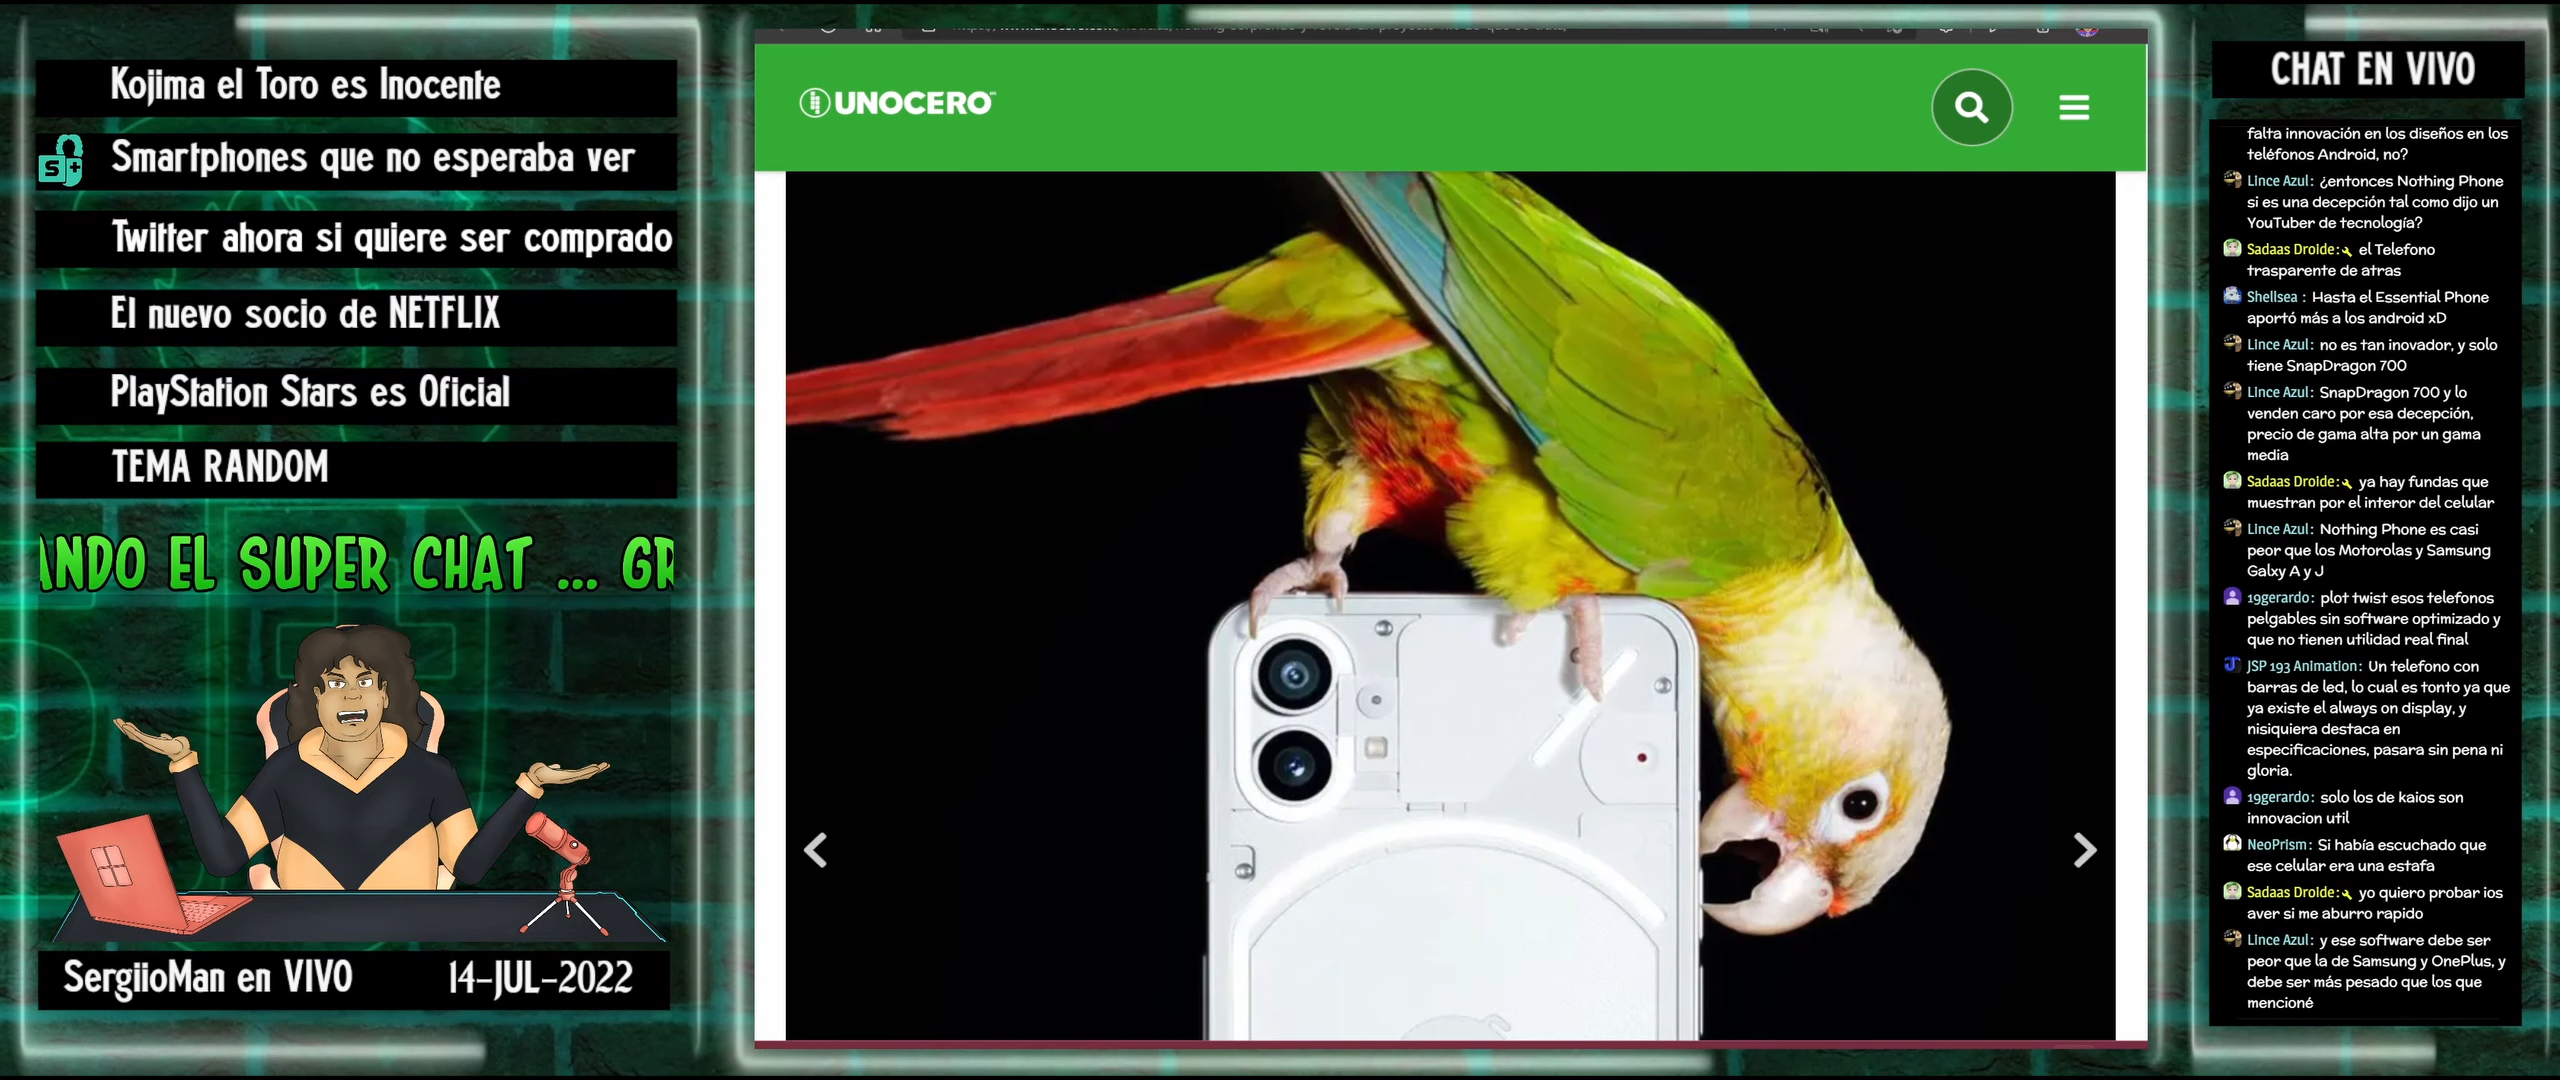 Kojima el Toro es Inocente
Smartphones que no esperaba ver
Twitter ahora si quiere ser comprado
El nuevo socio de NETFLIX
PlayStation Stars es Oficial
TEMA RANDOM
ANDO EL SUPER CHAT ... GR
SergiioMan en VIVO
14-JUL-2022
S+
UNOCERO
CHAT EN VIVO
falta innovación en los diseños en los
teléfonos Android, no?
Lince Azul: ¿entonces Nothing Phone
si es una decepción tal como dijo un
YouTuber de tecnología?
Sadaas Droide: el Telefono
trasparente de atras
Shellsea : Hasta el Essential Phone
aportó más a los android xD
Lince Azul: no es tan inovador, y solo
tiene SnapDragon 700
Lince Azul: SnapDragon 700 y lo
venden caro por esa decepción,
precio de gama alta por un gama
media
Sadaas Droide: ya hay fundas que
muestran por el interor del celular
Lince Azul: Nothing Phone es casi
peor que los Motorolas y Samsung
Galxy A y J
19gerardo: plot twist esos telefonos
pelgables sin software optimizado y
que no tienen utilidad real final
JSP 193 Animation: Un telefono con
barras de led, lo cual es tonto ya que
ya existe el always on display, y
nisiquiera destaca en
especificaciones, pasara sin pena ni
gloria.
19gerardo: solo los de kaios son
innovacion util
NeoPrism: Si había escuchado que
ese celular era una estafa
Sadaas Droide: yo quiero probar ios
aver si me aburro rapido
Lince Azul: y ese software debe ser
peor que la de Samsung y OnePlus, y
debe ser más pesado que los que
mencioné